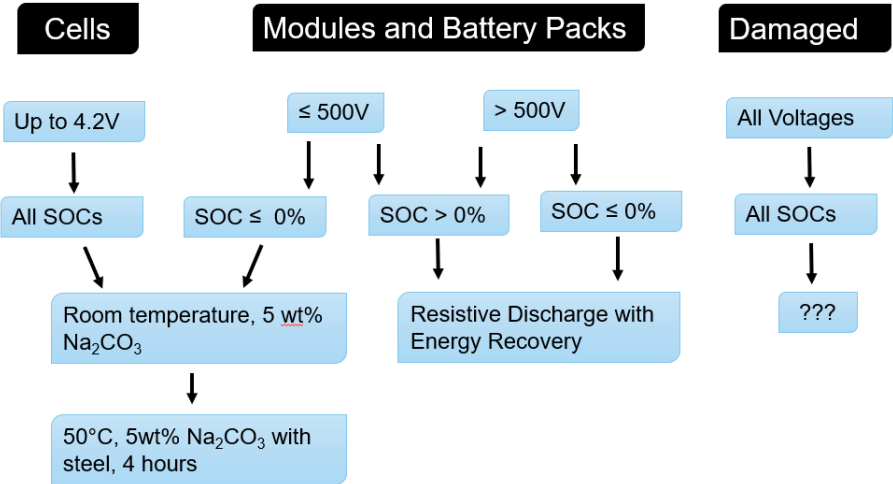 Cells
Modules and Battery Packs
Damaged
Up to 4.2V
≤ 500V
> 500V
All Voltages
All SOCs
SOC ≤ 0%
SOC > 0%
SOC ≤ 0%
All SOCs
Room temperature, 5 wt%
Na₂CO₃
Resistive Discharge with
Energy Recovery
???
50°C, 5wt% Na₂CO₃ with
steel, 4 hours